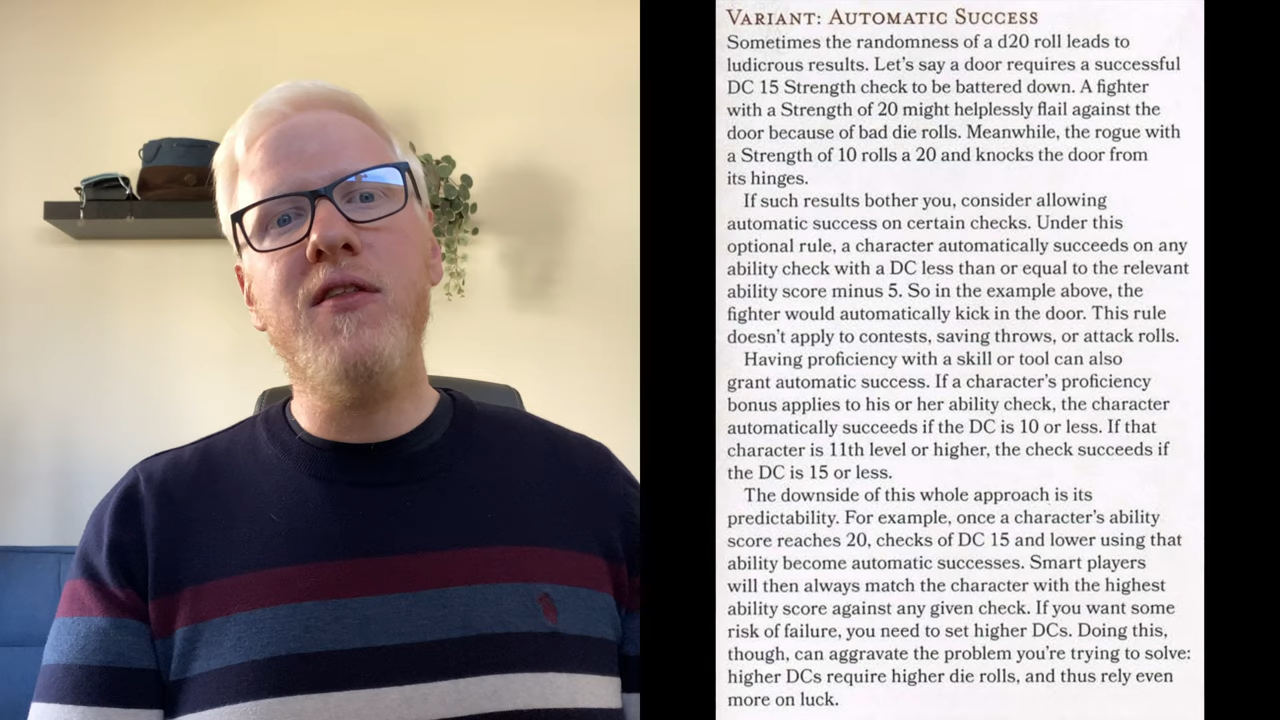 VARIANT: AUTOMATIC SUCCESS
Sometimes the randomness of a d20 roll leads to
ludicrous results. Let's say a door requires a successful
DC 15 Strength check to be battered down. A fighter
with a Strength of 20 might helplessly flail against the
door because of bad die rolls. Meanwhile, the rogue with
a Strength of 10 rolls a 20 and knocks the door from
its hinges.
If such results bother you, consider allowing
automatic success on certain checks. Under this
optional rule, a character automatically succeeds on any
ability check with a DC less than or equal to the relevant
ability score minus 5. So in the example above, the
fighter would automatically kick in the door. This rule
doesn't apply to contests, saving throws, or attack rolls.
Having proficiency with a skill or tool can also
grant automatic success. If a character's proficiency
bonus applies to his or her ability check, the character
automatically succeeds if the DC is 10 or less. If that
character is 11th level or higher, the check succeeds if
the DC is 15 or less.
The downside of this whole approach is its
predictability. For example, once a character's ability
score reaches 20, checks of DC 15 and lower using that
ability become automatic successes. Smart players
will then always match the character with the highest
ability score against any given check. If you want some
risk of failure, you need to set higher DCs. Doing this,
though, can aggravate the problem you're trying to solve:
higher DCs require higher die rolls, and thus rely even
more on luck.